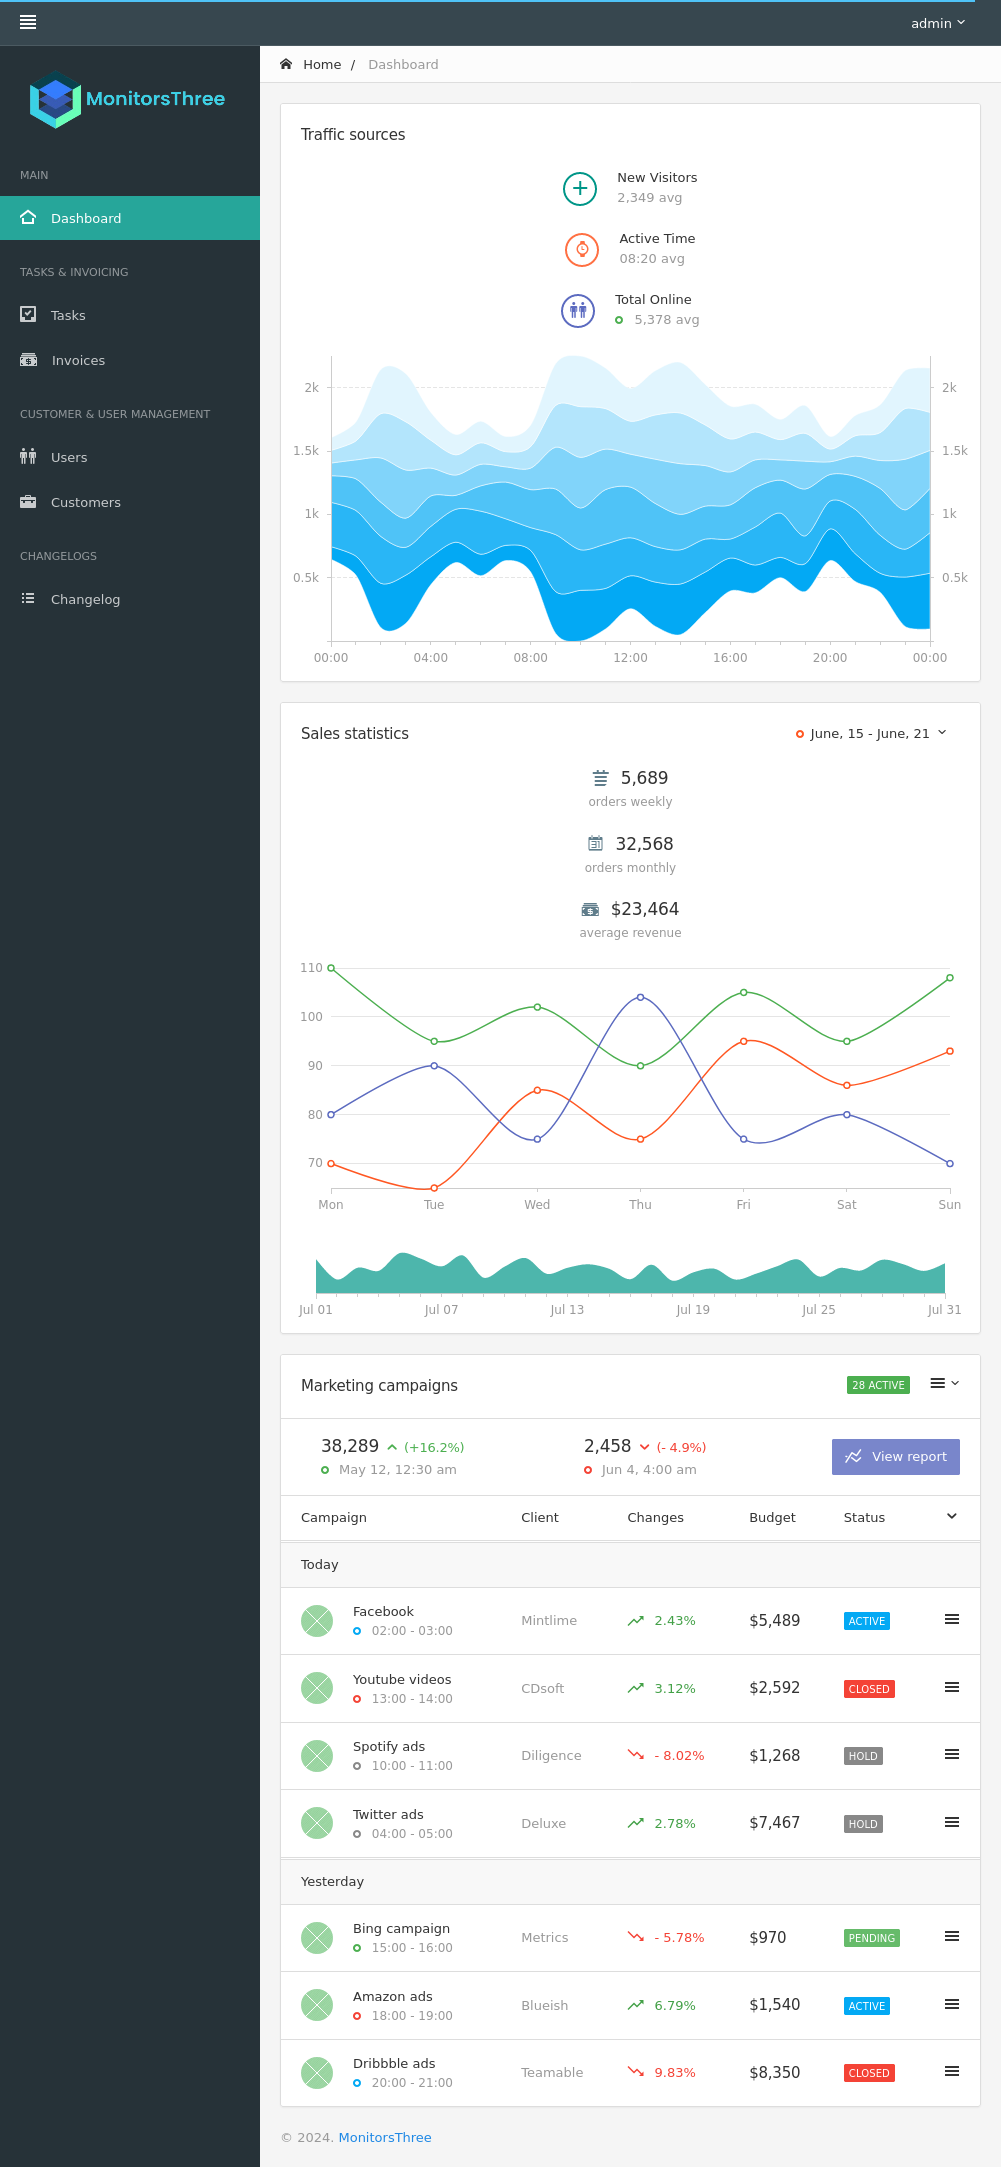 admin
MonitorsThree
MAIN
Dashboard
TASKS & INVOICING
Tasks
Invoices
CUSTOMER & USER MANAGEMENT
Users
Customers
CHANGELOGS
Changelog
Home / Dashboard
Traffic sources
New Visitors
2,349 avg
Active Time
08:20 avg
Total Online
5,378 avg
2k 2k
1.5k 1.5k
1k 1k
0.5k 0.5k
00:00 04:00 08:00 12:00 16:00 20:00 00:00
Sales statistics June, 15 - June, 21
5,689
orders weekly
32,568
orders monthly
$23,464
average revenue
110
100
90
80
70
Mon Tue Wed Thu Fri Sat Sun
Jul 01 Jul 07 Jul 13 Jul 19 Jul 25 Jul 31
Marketing campaigns 28 ACTIVE
38,289 (+16.2%) 2,458 (- 4.9%)
May 12, 12:30 am Jun 4, 4:00 am
View report
Campaign Client Changes Budget Status
Today
Facebook
02:00 - 03:00
Mintlime 2.43% $5,489 ACTIVE
Youtube videos
13:00 - 14:00
CDsoft 3.12% $2,592 CLOSED
Spotify ads
10:00 - 11:00
Diligence - 8.02% $1,268 HOLD
Twitter ads
04:00 - 05:00
Deluxe 2.78% $7,467 HOLD
Yesterday
Bing campaign
15:00 - 16:00
Metrics - 5.78% $970 PENDING
Amazon ads
18:00 - 19:00
Blueish 6.79% $1,540 ACTIVE
Dribbble ads
20:00 - 21:00
Teamable 9.83% $8,350 CLOSED
© 2024. MonitorsThree